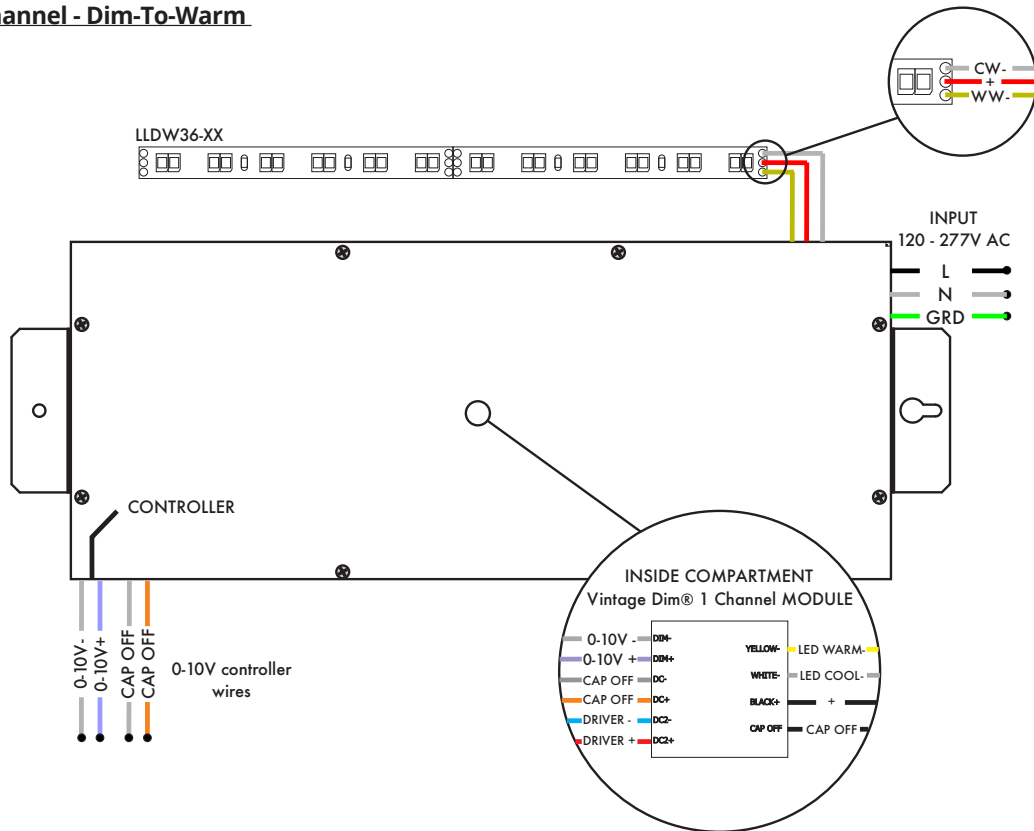 hannel - Dim-To-Warm
CW-
+
WW-
LLDW36-XX
INPUT
120 - 277V AC
L
N
GRD
CONTROLLER
0-10V-
0-10V+
CAP OFF
CAP OFF
0-10V controller
wires
INSIDE COMPARTMENT
Vintage Dim® 1 Channel MODULE
0-10V - DIM-
0-10V + DIM+
CAP OFF DC-
CAP OFF DC+
DRIVER - DC2-
DRIVER + DC2+
YELLOW- LED WARM-
WHITE- LED COOL-
BLACK+ +
CAP OFF CAP OFF